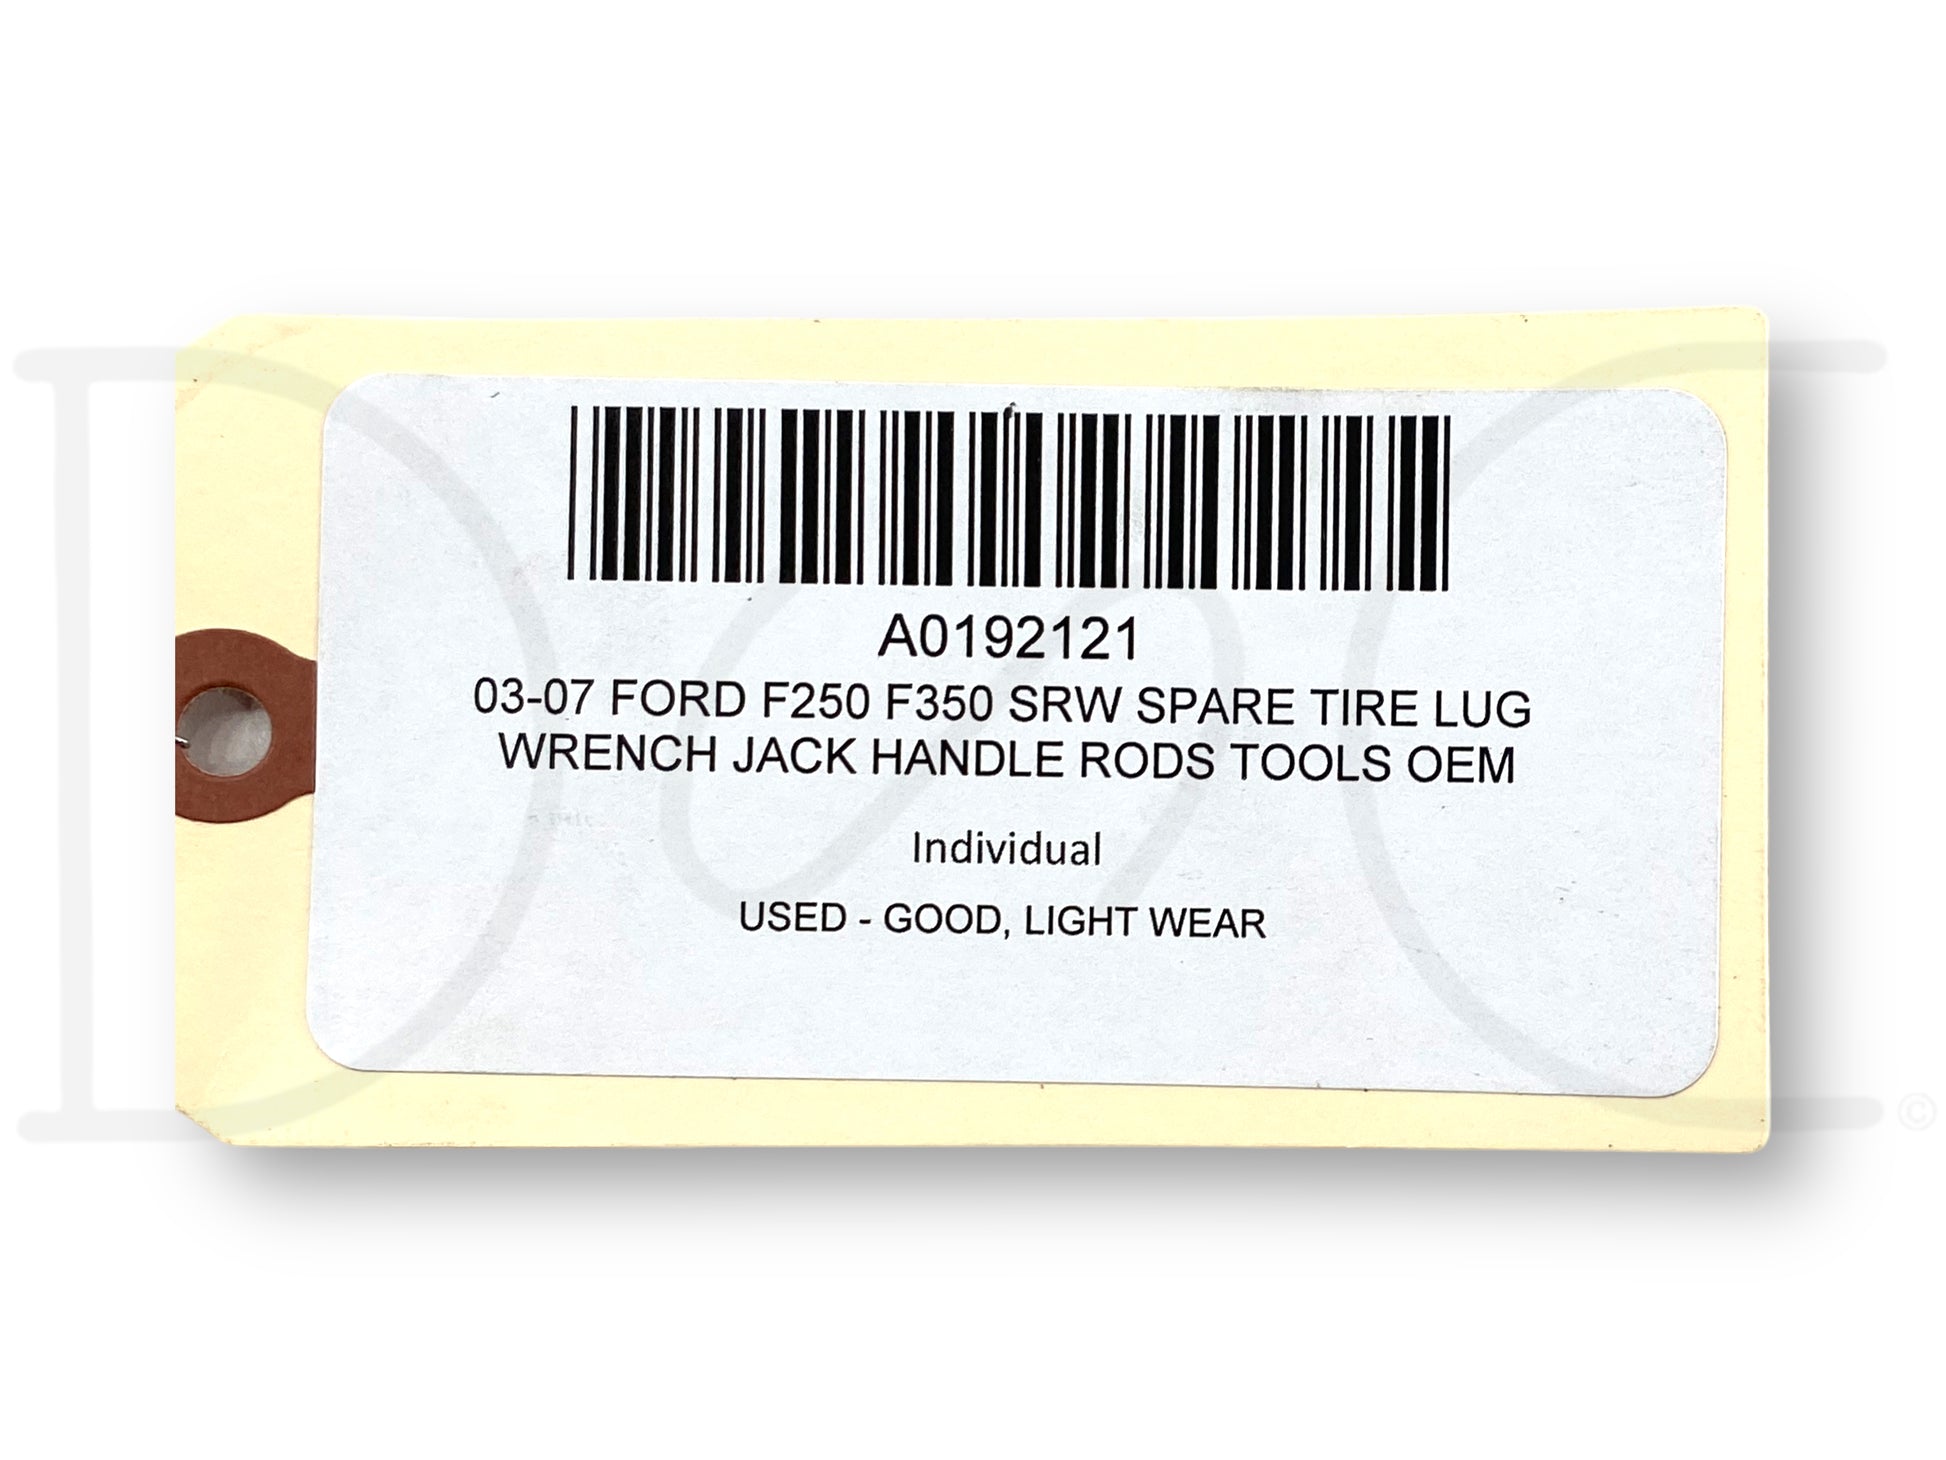 A0192121
03-07 FORD F250 F350 SRW SPARE TIRE LUG
WRENCH JACK HANDLE RODS TOOLS OEM
Individual
USED - GOOD, LIGHT WEAR
©